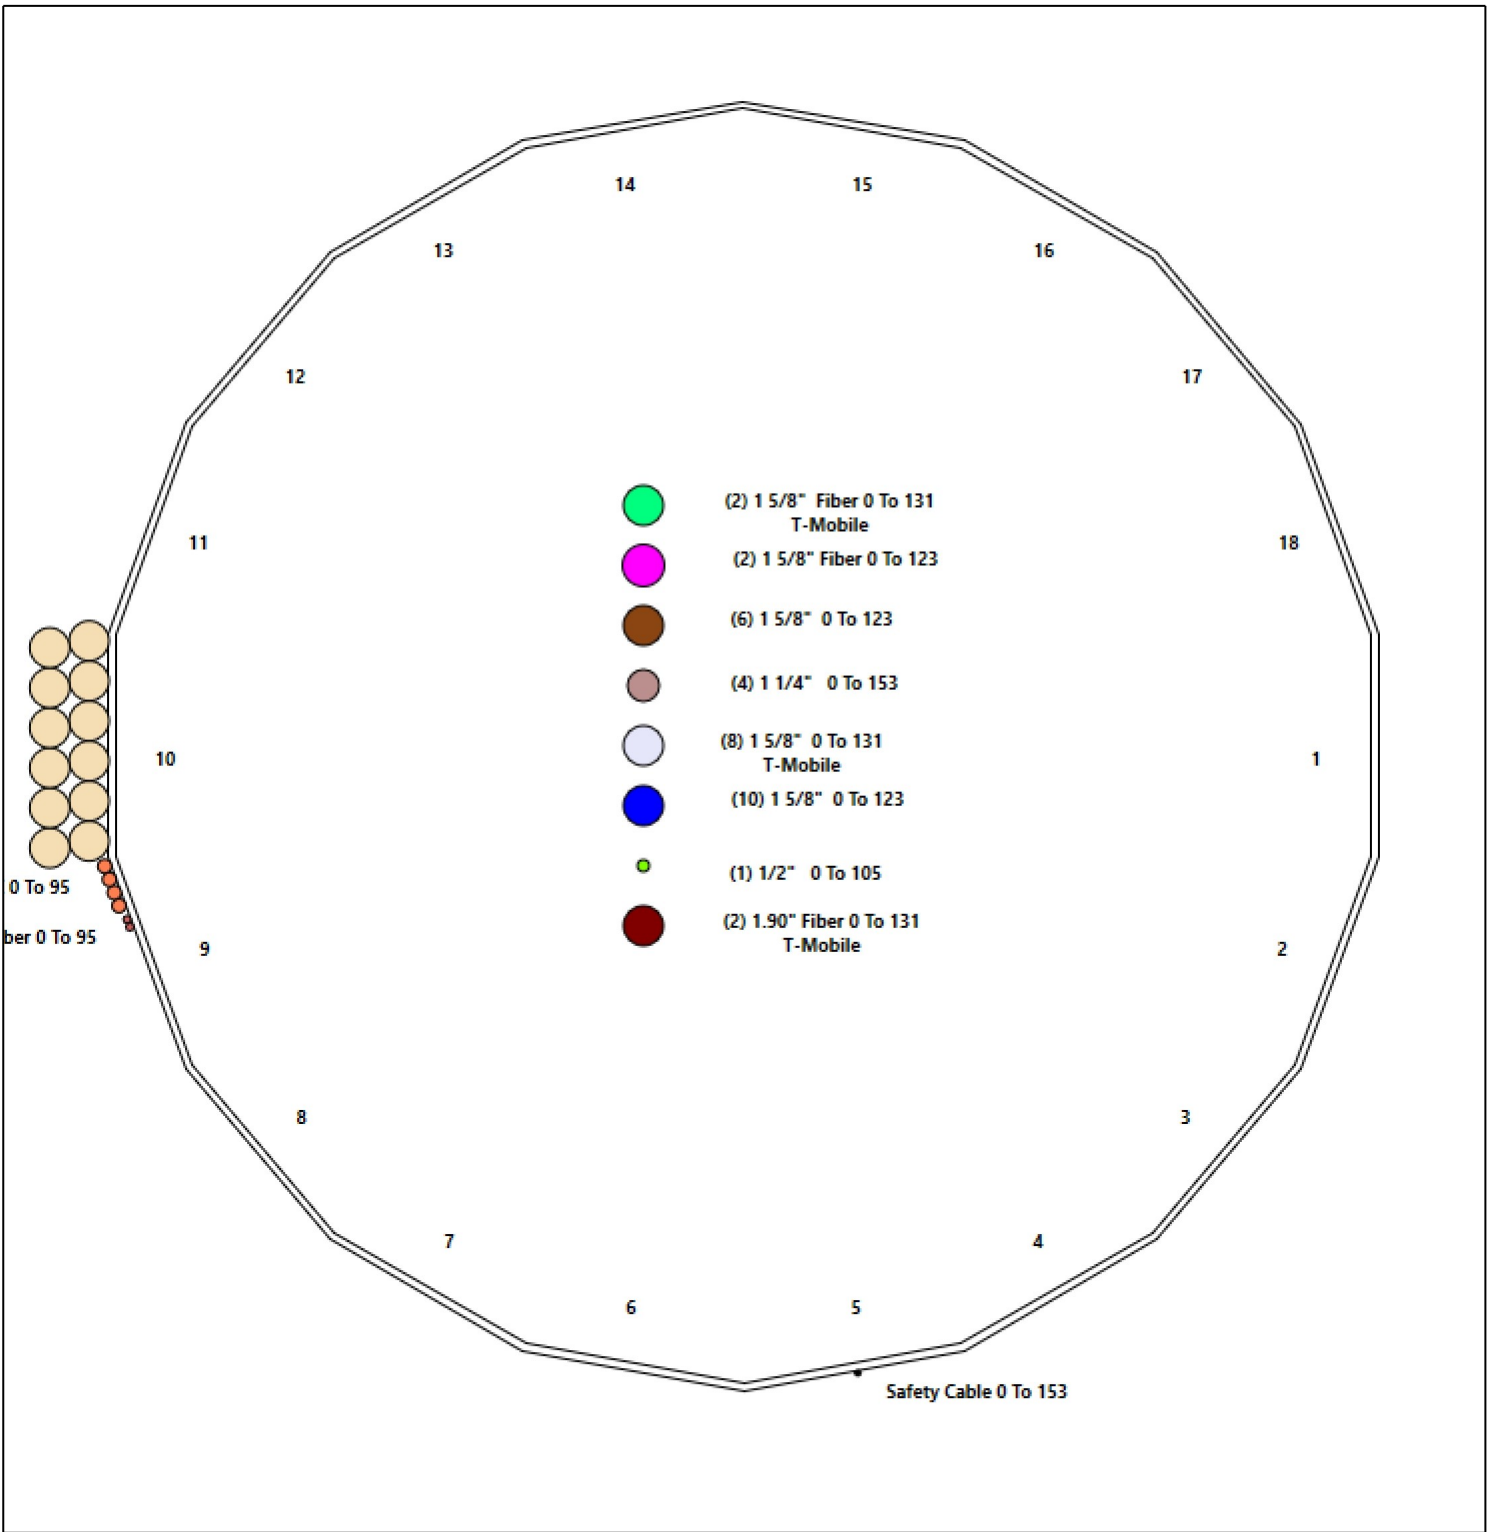 14
15
13
16
12
17
(2) 1 5/8" Fiber 0 To 131
T-Mobile
11
18
(2) 1 5/8" Fiber 0 To 123
(6) 1 5/8" 0 To 123
(4) 1 1/4" 0 To 153
(8) 1 5/8" 0 To 131
T-Mobile
10
1
(10) 1 5/8" 0 To 123
(1) 1/2" 0 To 105
0 To 95
(2) 1.90" Fiber 0 To 131
T-Mobile
ber 0 To 95
9
2
8
3
7
4
6
5
Safety Cable 0 To 153